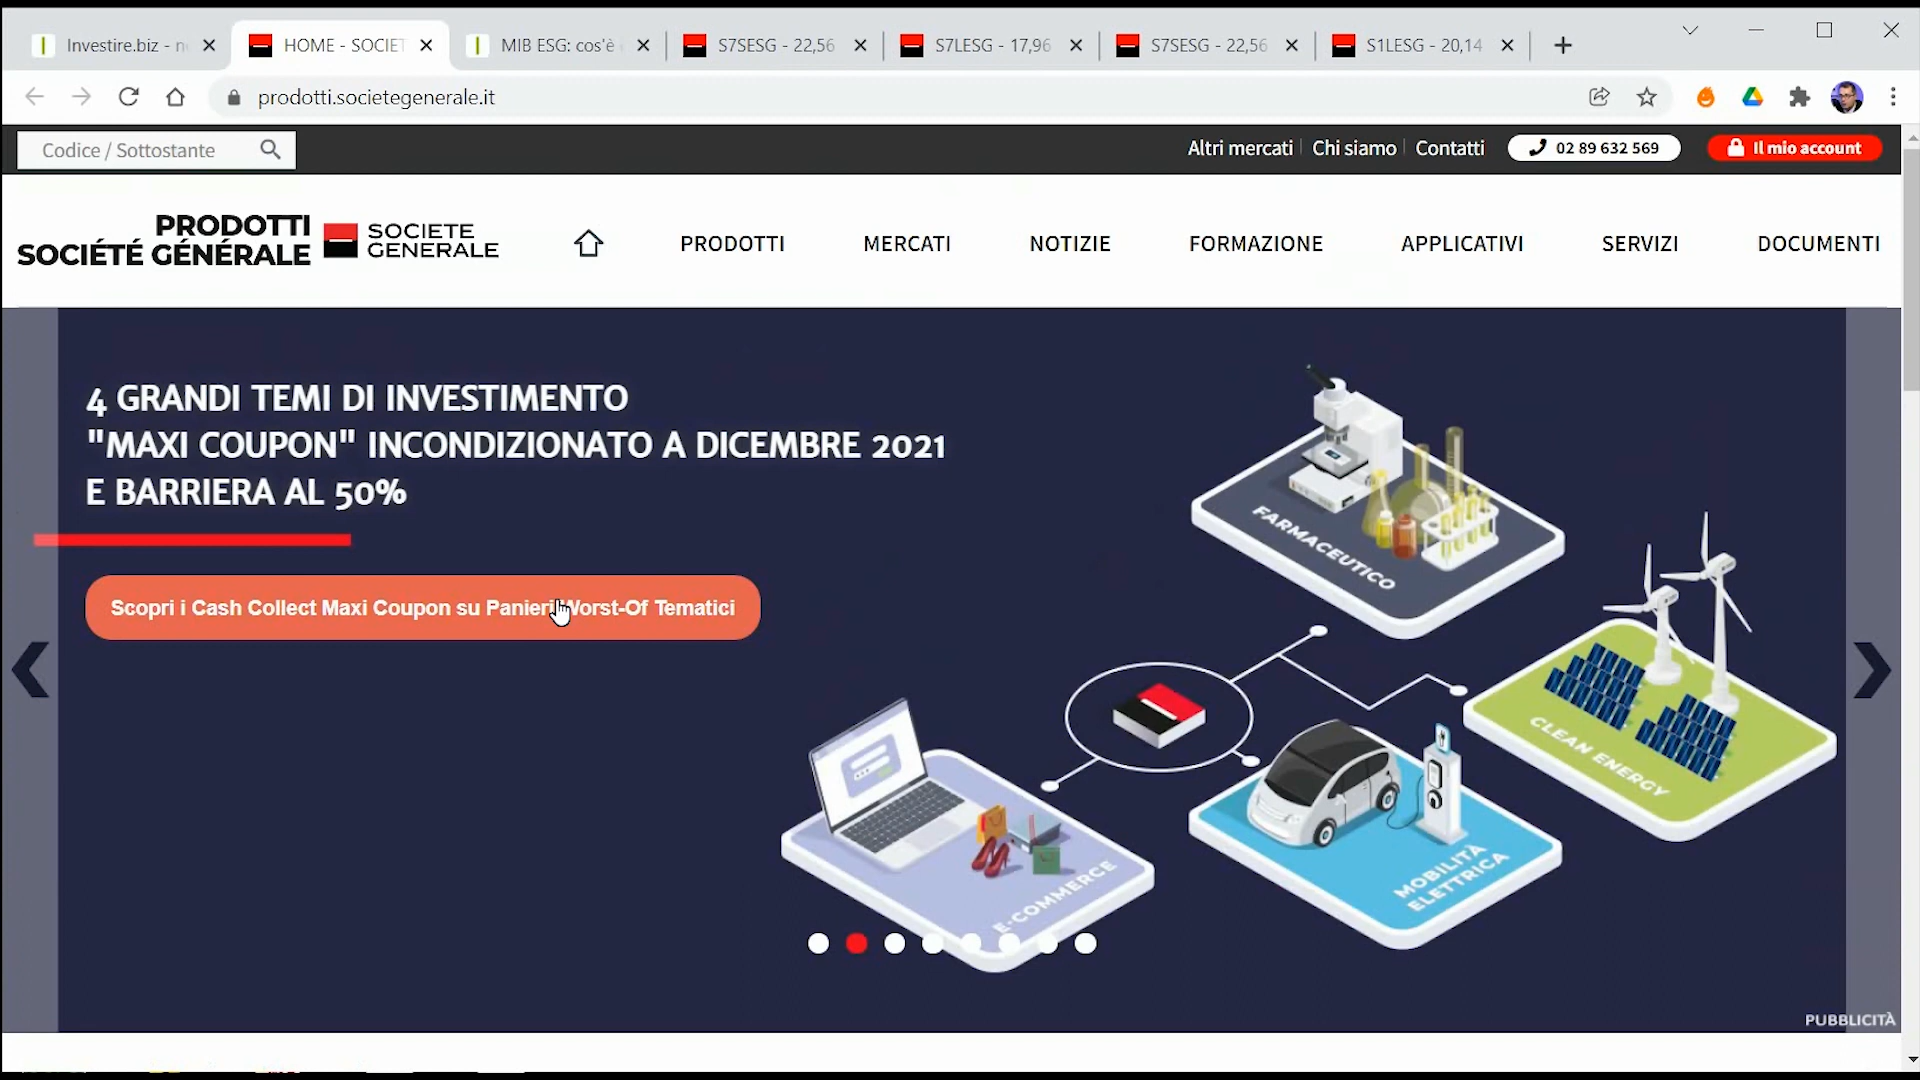 Investire.biz - n
HOME - SOCIET
MIB ESG: cos'è
S7SESG - 22,56
S7LESG - 17,96
S7SESG - 22,56
S1LESG - 20,14
prodotti.societegenerale.it
Codice / Sottostante
Altri mercati
Chi siamo
Contatti
02 89 632 569
Il mio account
PRODOTTI
SOCIÉTÉ GÉNÉRALE
SOCIETE
GENERALE
PRODOTTI
MERCATI
NOTIZIE
FORMAZIONE
APPLICATIVI
SERVIZI
DOCUMENTI
4 GRANDI TEMI DI INVESTIMENTO
"MAXI COUPON" INCONDIZIONATO A DICEMBRE 2021
E BARRIERA AL 50%
Scopri i Cash Collect Maxi Coupon su Panieri Worst-Of Tematici
FARMACEUTICO
CLEAN ENERGY
MOBILITÀ
ELETTRICA
E-COMMERCE
PUBBLICITÀ